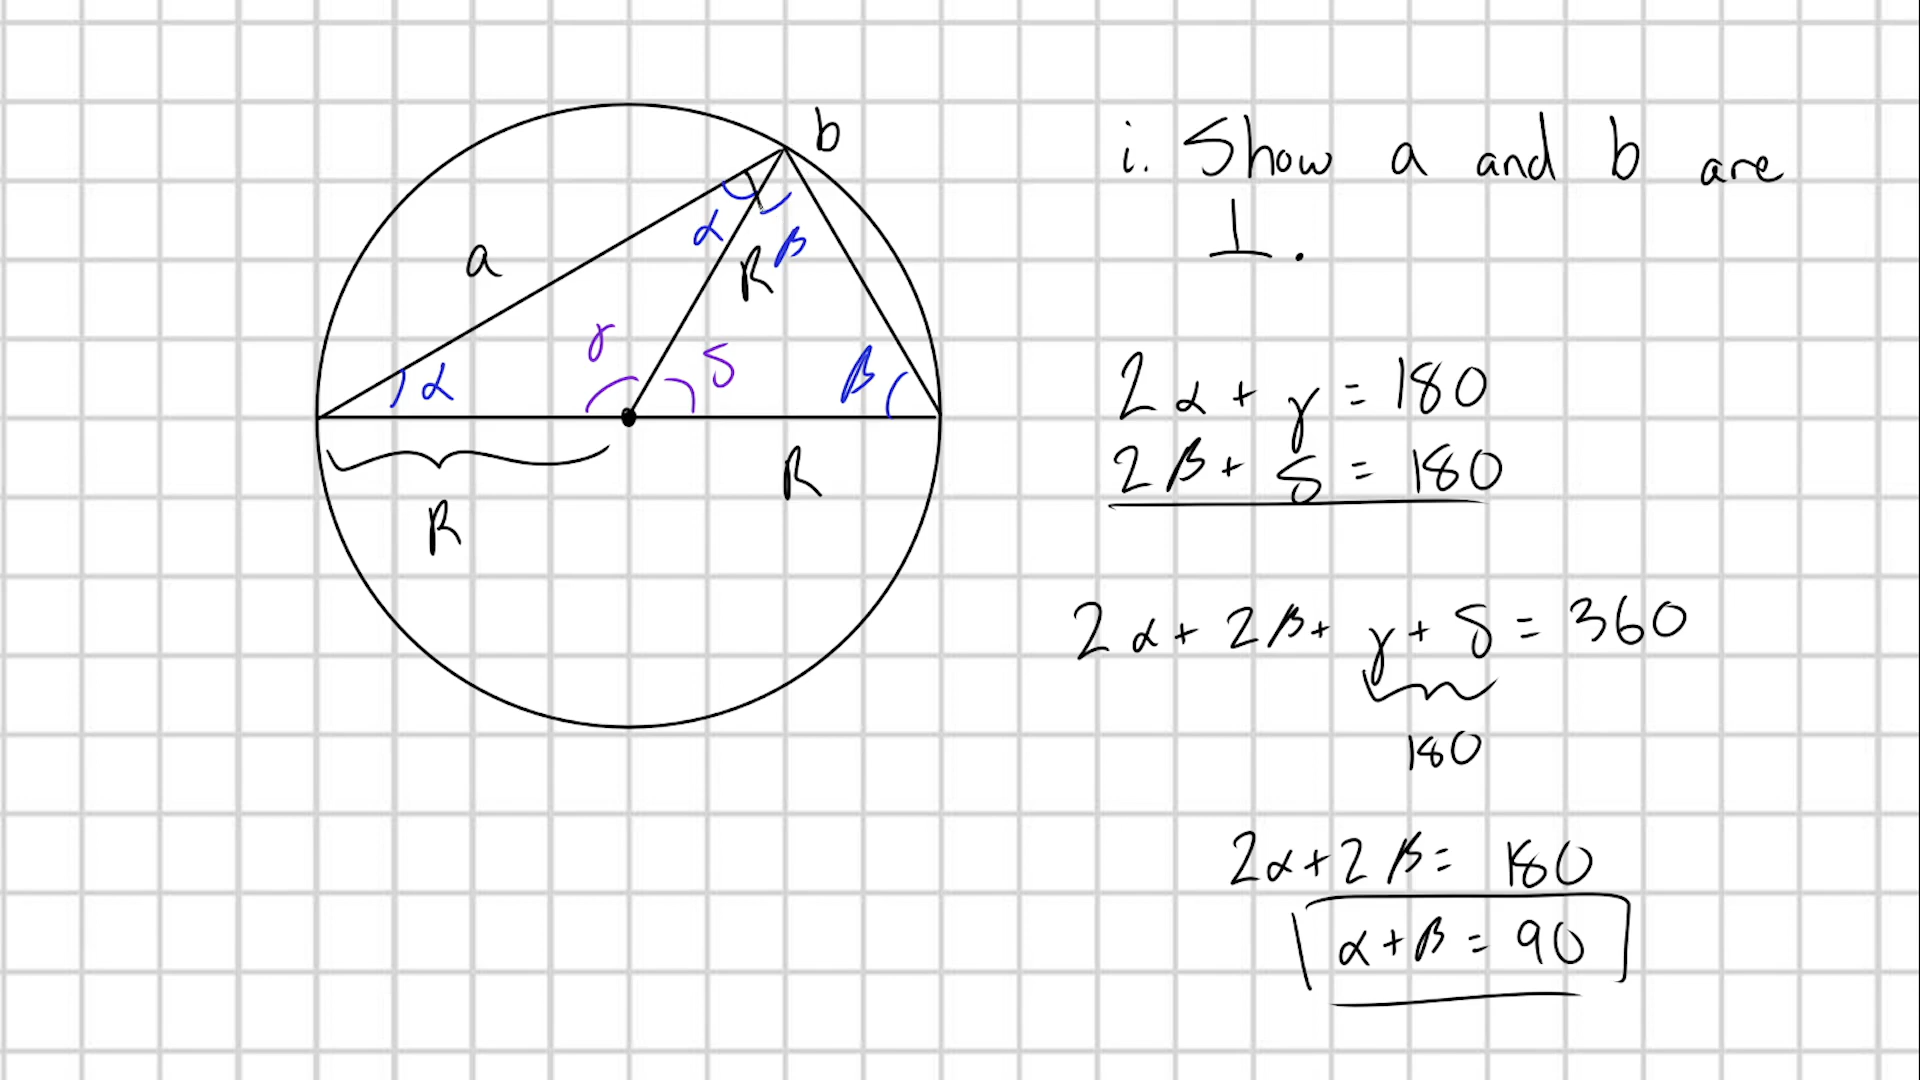 b
i. Show a and b are
⊥.
a
α
R
β
γ
δ
α
β
R
R
2α + γ = 180
2β + δ = 180
2α + 2β + γ + δ = 360
180
2α + 2β = 180
α + β = 90